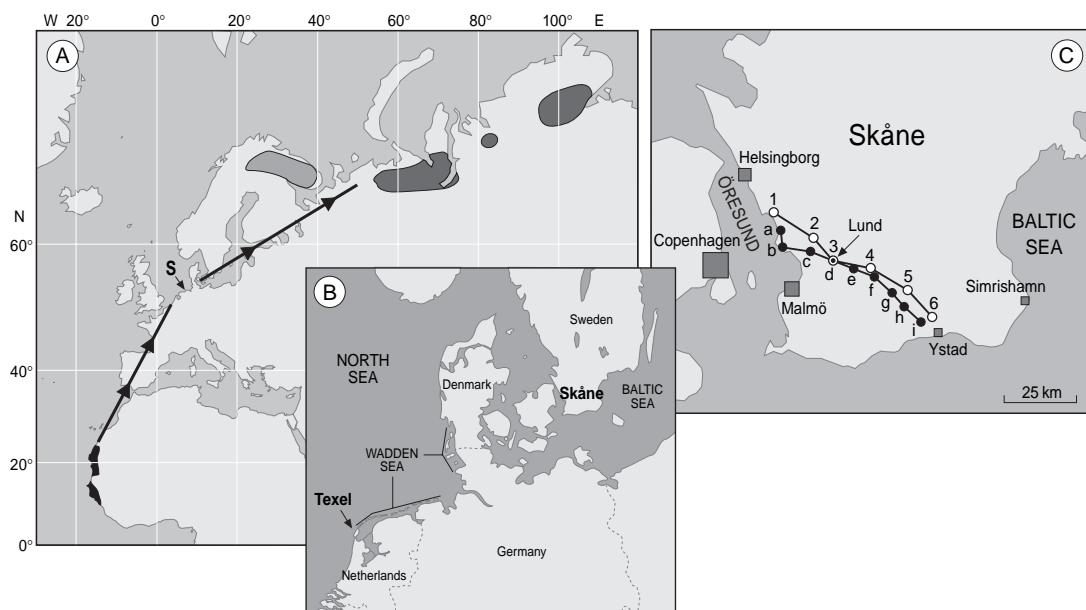 W 20° 0° 20° 40° 60° 80° 100° E
A
N
60°
40°
20°
0°
S
B
NORTH
SEA
Sweden
Denmark
Skåne
BALTIC
SEA
WADDEN
SEA
Texel
Germany
Netherlands
C
Skåne
Helsingborg
ÖRESUND
1
2
Lund
3
4
5
6
a
b
c
d
e
f
g
h
i
Copenhagen
Malmö
BALTIC
SEA
Simrishamn
Ystad
25 km